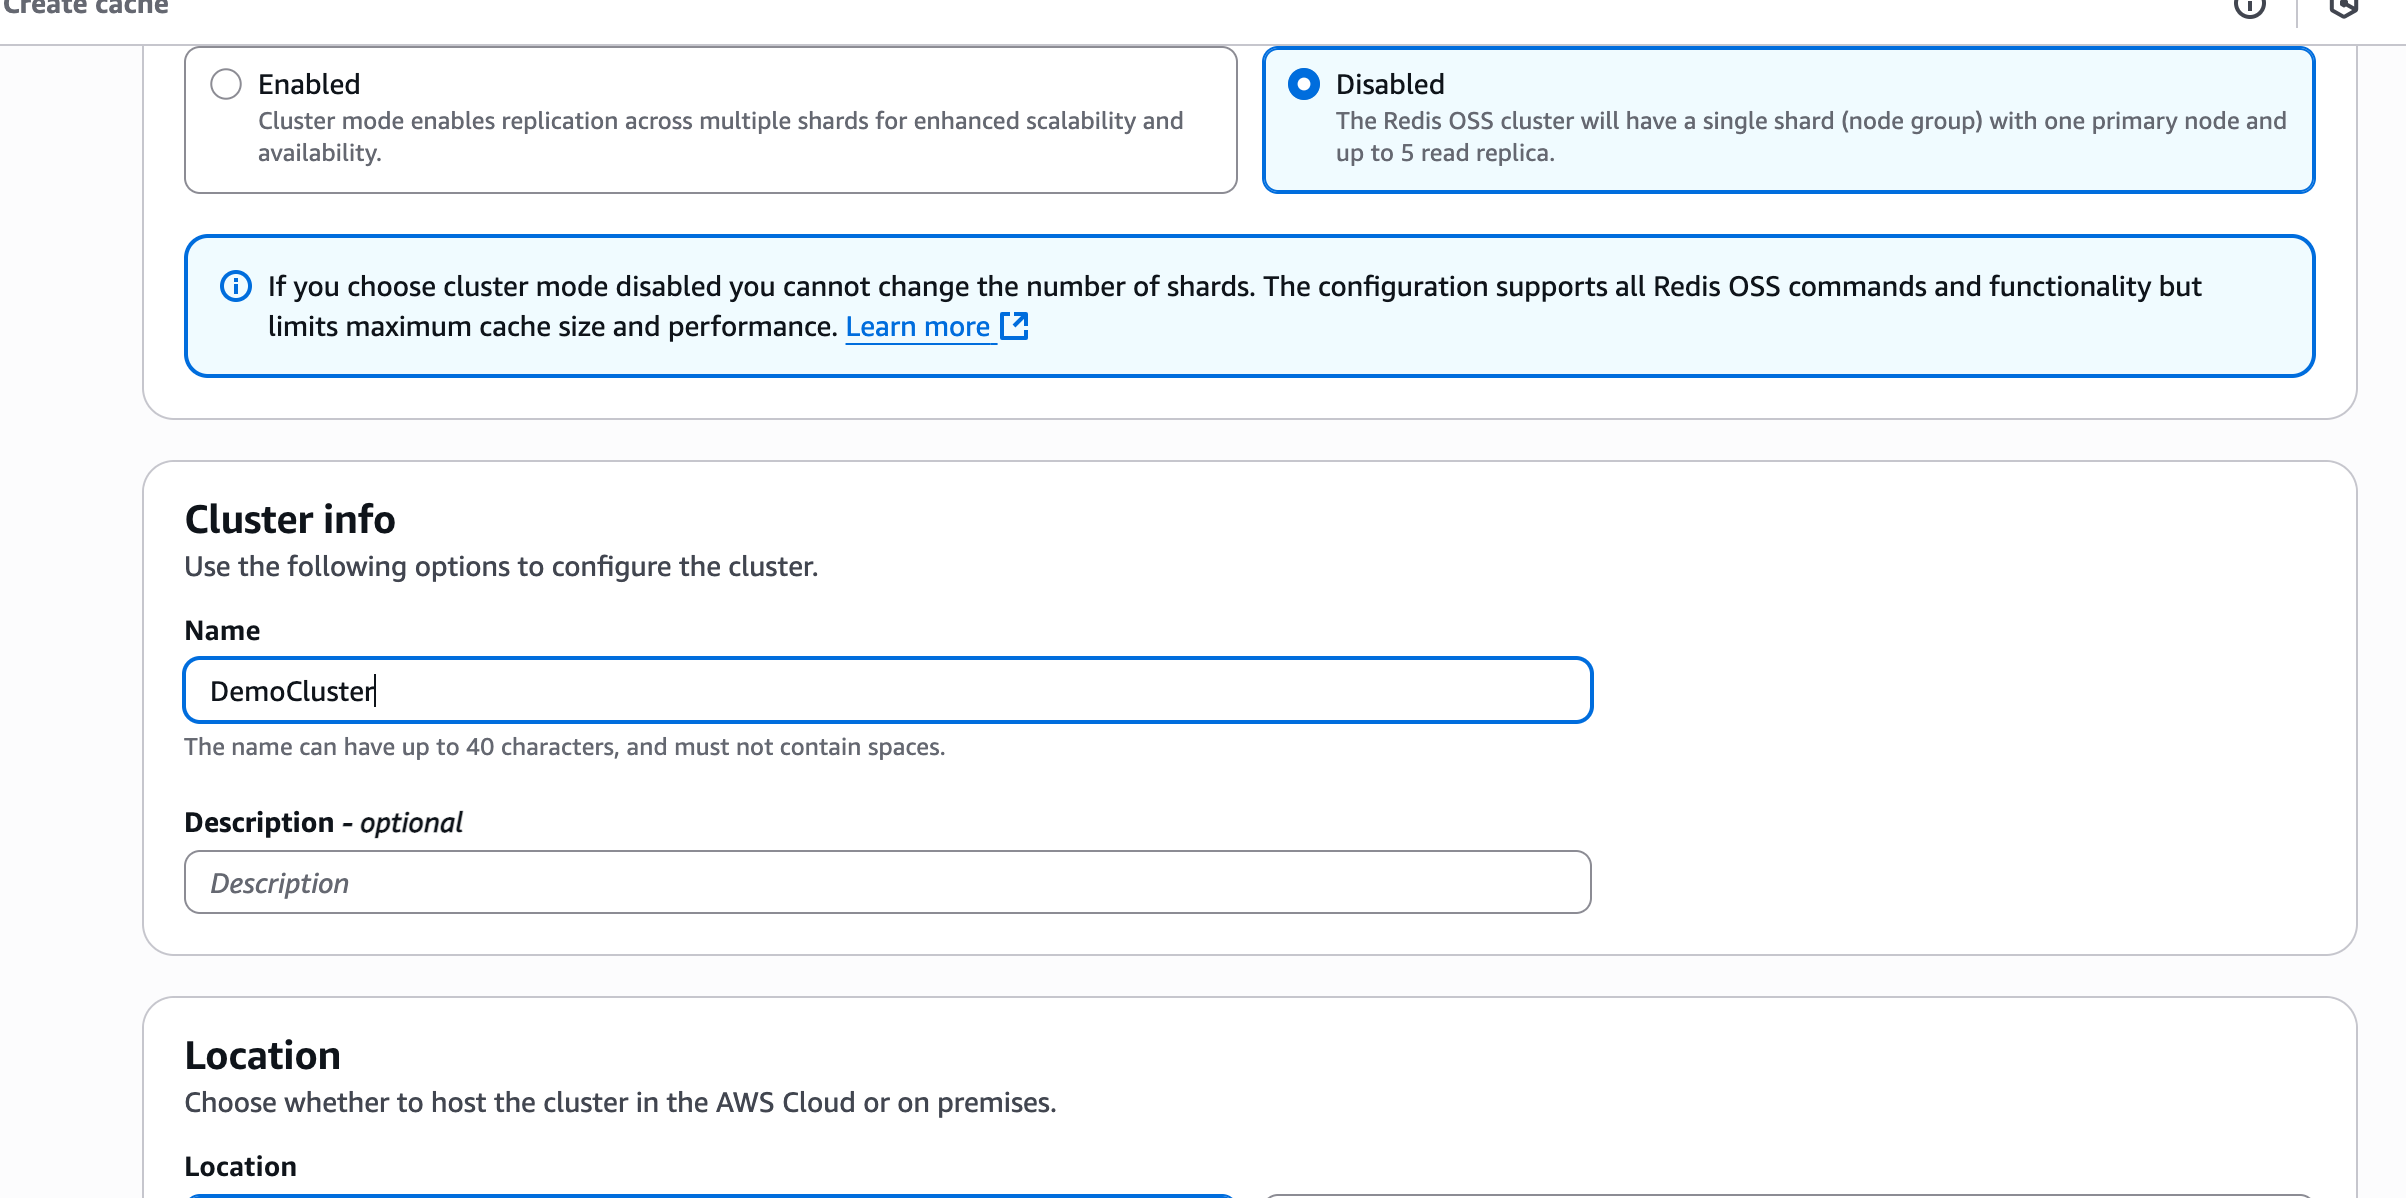 Create cache
Enabled
Cluster mode enables replication across multiple shards for enhanced scalability and
availability.
Disabled
The Redis OSS cluster will have a single shard (node group) with one primary node and
up to 5 read replica.
If you choose cluster mode disabled you cannot change the number of shards. The configuration supports all Redis OSS commands and functionality but
limits maximum cache size and performance. Learn more
Cluster info
Use the following options to configure the cluster.
Name
DemoCluster
The name can have up to 40 characters, and must not contain spaces.
Description - optional
Description
Location
Choose whether to host the cluster in the AWS Cloud or on premises.
Location